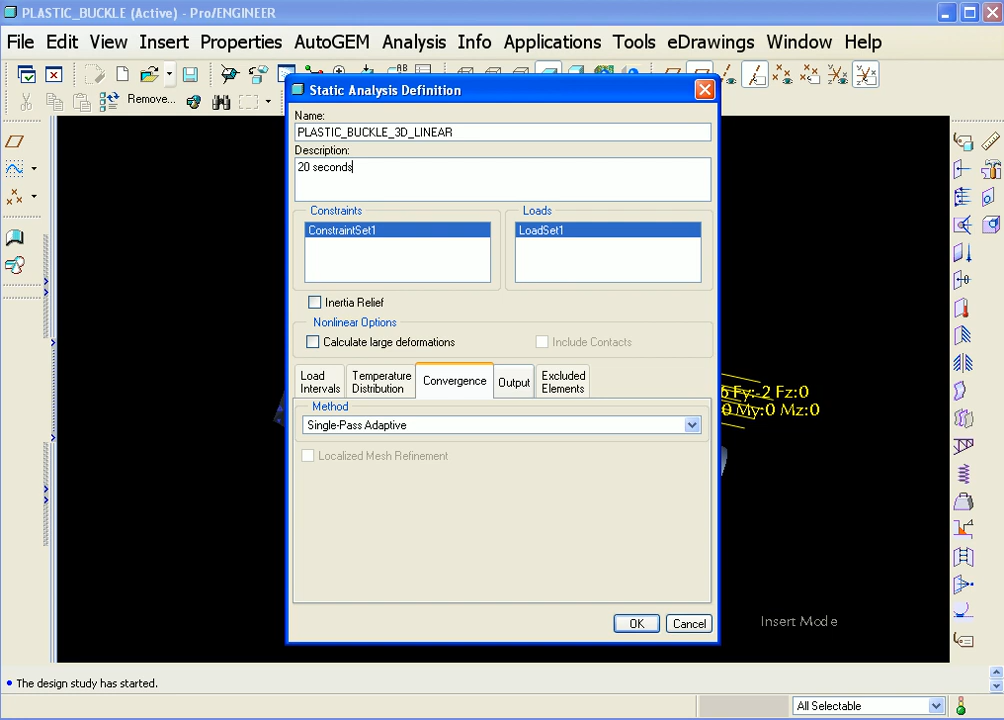 PLASTIC_BUCKLE (Active) - Pro/ENGINEER
File Edit View Insert Properties AutoGEM Analysis Info Applications Tools eDrawings Window Help
Remove...
Static Analysis Definition
Name:
PLASTIC_BUCKLE_3D_LINEAR
Description:
20 seconds
Constraints Loads
ConstraintSet1 LoadSet1
Inertia Relief
Nonlinear Options
Calculate large deformations Include Contacts
Load Intervals
Temperature Distribution
Convergence
Output
Excluded Elements
Method
Single-Pass Adaptive
Localized Mesh Refinement
Fy:-2 Fz:0
My:0 Mz:0
OK Cancel
Insert Mode
The design study has started.
All Selectable